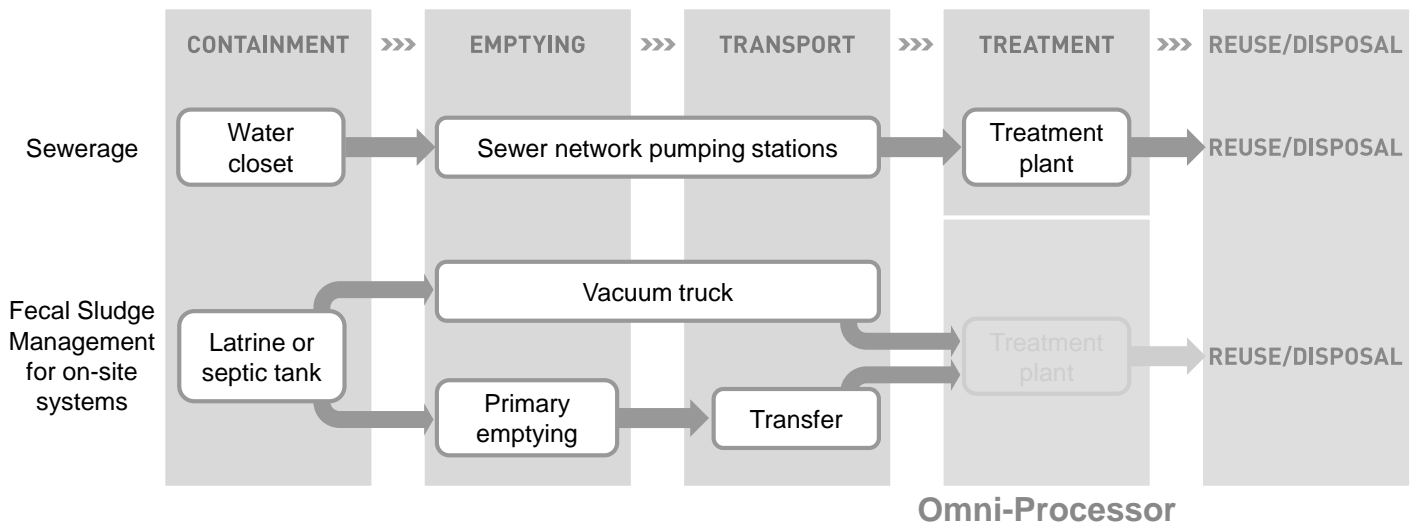 CONTAINMENT >>> EMPTYING >>> TRANSPORT >>> TREATMENT >>> REUSE/DISPOSAL
Sewerage
Water
closet
Sewer network pumping stations
Treatment
plant
REUSE/DISPOSAL
Fecal Sludge
Management
for on-site
systems
Latrine or
septic tank
Vacuum truck
Primary
emptying
Transfer
Treatment
plant
REUSE/DISPOSAL
Omni-Processor